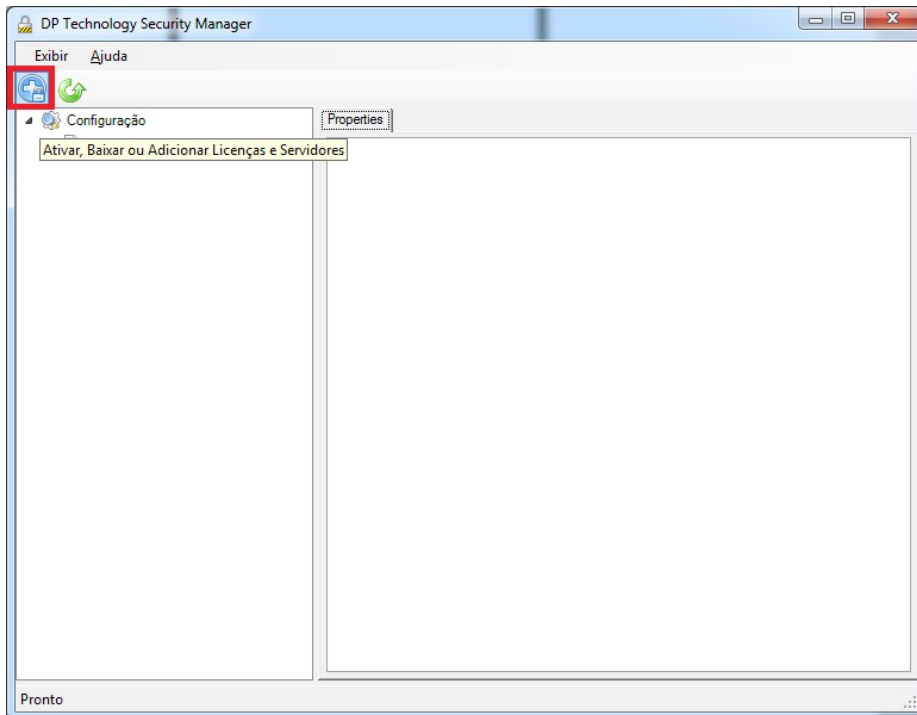 DP Technology Security Manager
Exibir Ajuda
Configuração
Properties
Ativar, Baixar ou Adicionar Licenças e Servidores
Pronto